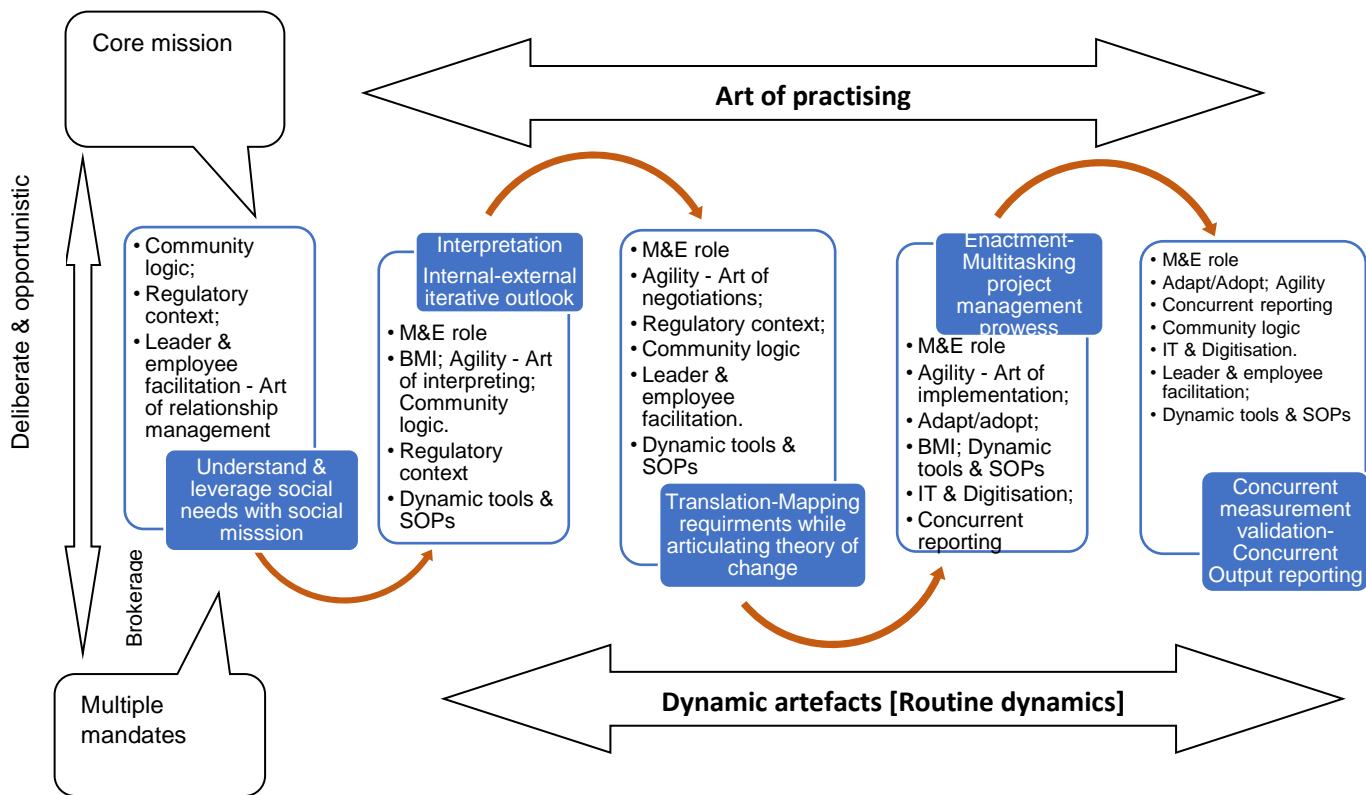 Core mission
Art of practising
Deliberate & opportunistic
• Community
logic;
• Regulatory
context;
• Leader &
employee
facilitation - Art
of relationship
management
Understand &
leverage social
needs with social
misssion
Interpretation
Internal-external
iterative outlook
• M&E role
• BMI; Agility - Art
of interpreting;
Community
logic.
• Regulatory
context
• Dynamic tools &
SOPs
• M&E role
• Agility - Art of
negotiations;
• Regulatory context;
• Community logic
• Leader &
employee
facilitation.
• Dynamic tools &
SOPs
Translation-Mapping
requirments while
articulating theory of
change
Enactment-
Multitasking
project
management
prowess
• M&E role
• Agility - Art of
implementation;
• Adapt/adopt;
• BMI; Dynamic
tools & SOPs
• IT & Digitisation;
• Concurrent
reporting
• M&E role
• Adapt/Adopt; Agility
• Concurrent reporting
• Community logic
• IT & Digitisation.
• Leader & employee
facilitation;
• Dynamic tools & SOPs
Concurrent
measurement
validation-
Concurrent
Output reporting
Brokerage
Multiple
mandates
Dynamic artefacts [Routine dynamics]